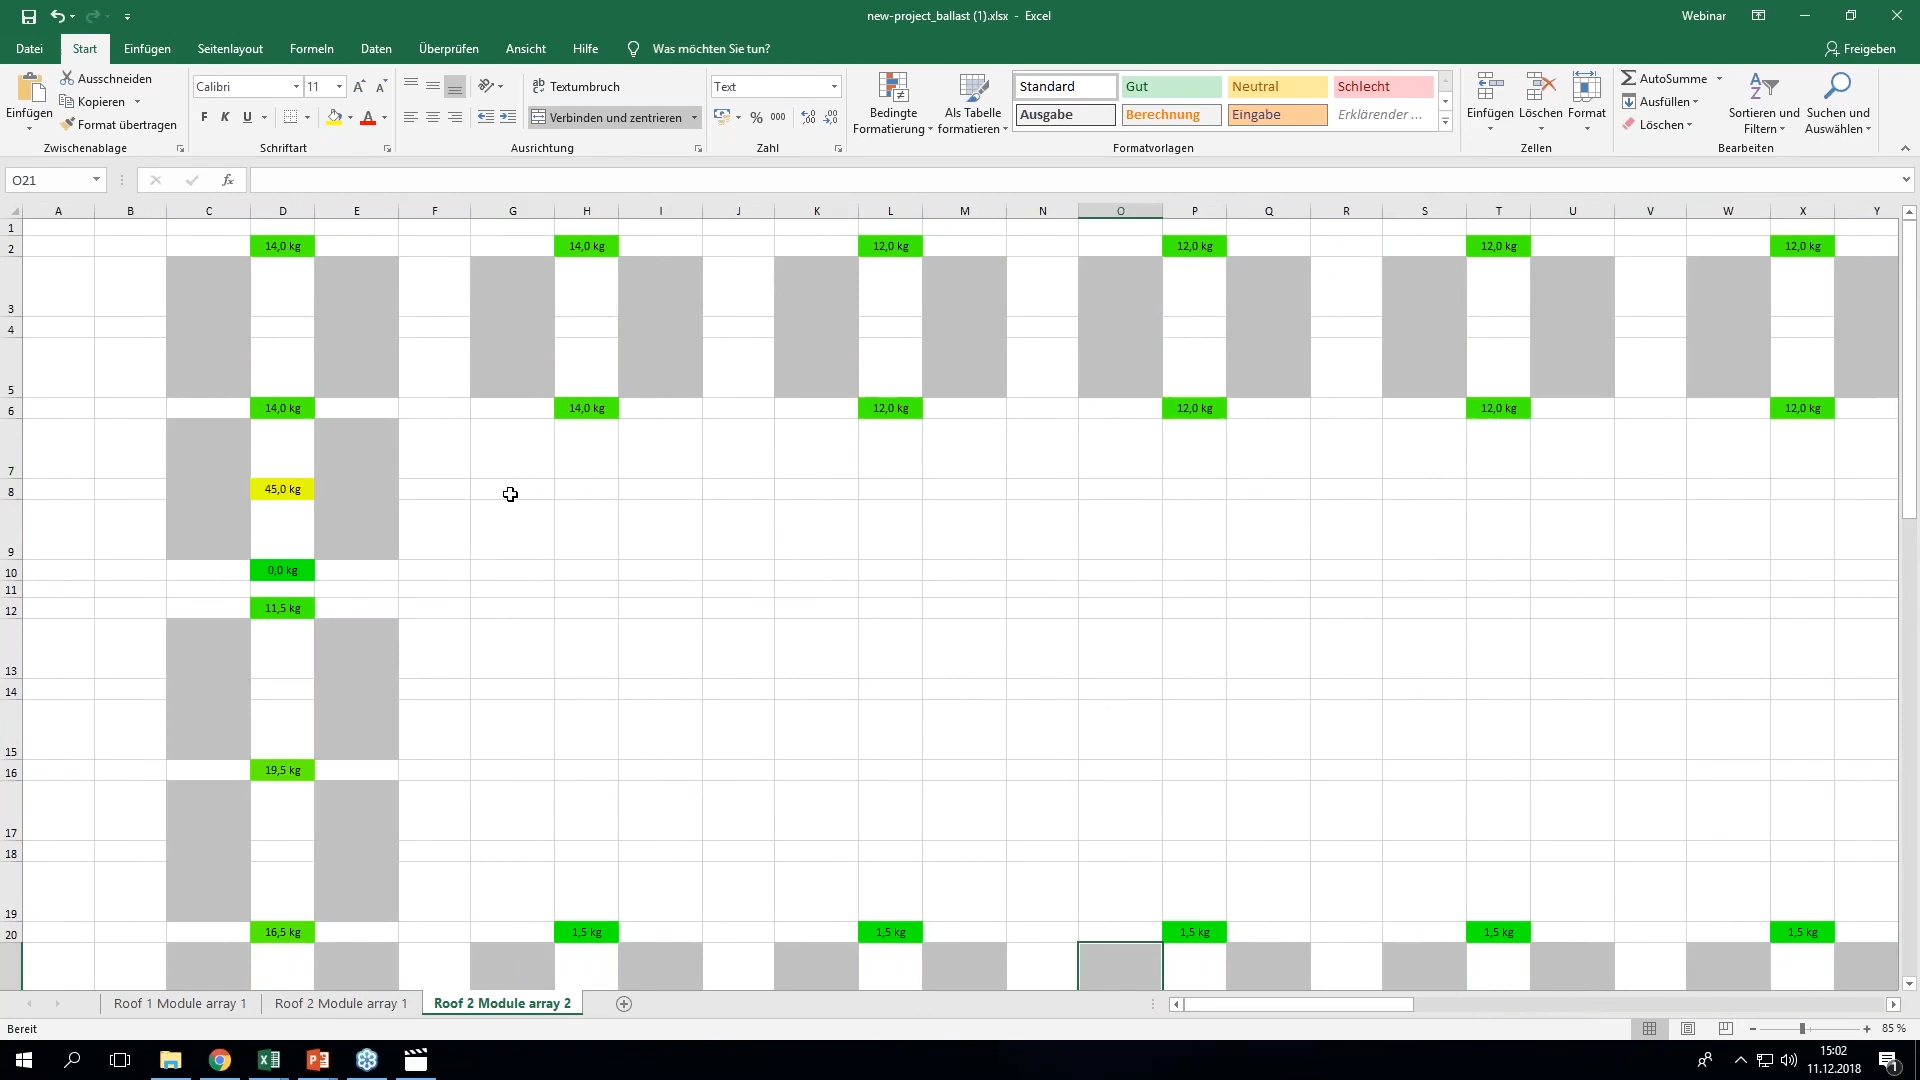 new-project_ballast (1).xlsx - Excel
Webinar
Datei Start Einfügen Seitenlayout Formeln Daten Überprüfen Ansicht Hilfe Was möchten Sie tun? Freigeben
Einfügen
Ausschneiden
Kopieren
Format übertragen
Zwischenablage
Calibri 11
F K U
Schriftart
Textumbruch
Verbinden und zentrieren
Ausrichtung
Text
% 000
Zahl
Bedingte Formatierung
Als Tabelle formatieren
Standard Gut Neutral Schlecht
Ausgabe Berechnung Eingabe Erklärender ...
Formatvorlagen
Einfügen Löschen Format
Zellen
AutoSumme
Ausfüllen
Löschen
Sortieren und Filtern
Suchen und Auswählen
Bearbeiten
O21
fx
A B C D E F G H I J K L M N O P Q R S T U V W X Y
1
2 14,0 kg 14,0 kg 12,0 kg 12,0 kg 12,0 kg 12,0 kg
3
4
5
6 14,0 kg 14,0 kg 12,0 kg 12,0 kg 12,0 kg 12,0 kg
7
8 45,0 kg
9
10 0,0 kg
11
12 11,5 kg
13
14
15
16 19,5 kg
17
18
19
20 16,5 kg 1,5 kg 1,5 kg 1,5 kg 1,5 kg 1,5 kg
Roof 1 Module array 1 Roof 2 Module array 1 Roof 2 Module array 2
Bereit
85 %
15:02
11.12.2018
1